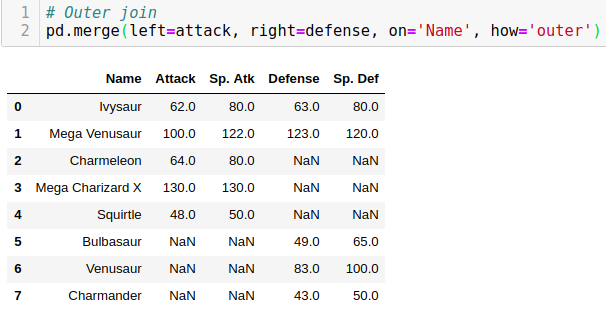 1 # Outer join
2 pd.merge(left=attack, right=defense, on='Name', how='outer')
Name Attack Sp. Atk Defense Sp. Def
0 Ivysaur 62.0 80.0 63.0 80.0
1 Mega Venusaur 100.0 122.0 123.0 120.0
2 Charmeleon 64.0 80.0 NaN NaN
3 Mega Charizard X 130.0 130.0 NaN NaN
4 Squirtle 48.0 50.0 NaN NaN
5 Bulbasaur NaN NaN 49.0 65.0
6 Venusaur NaN NaN 83.0 100.0
7 Charmander NaN NaN 43.0 50.0